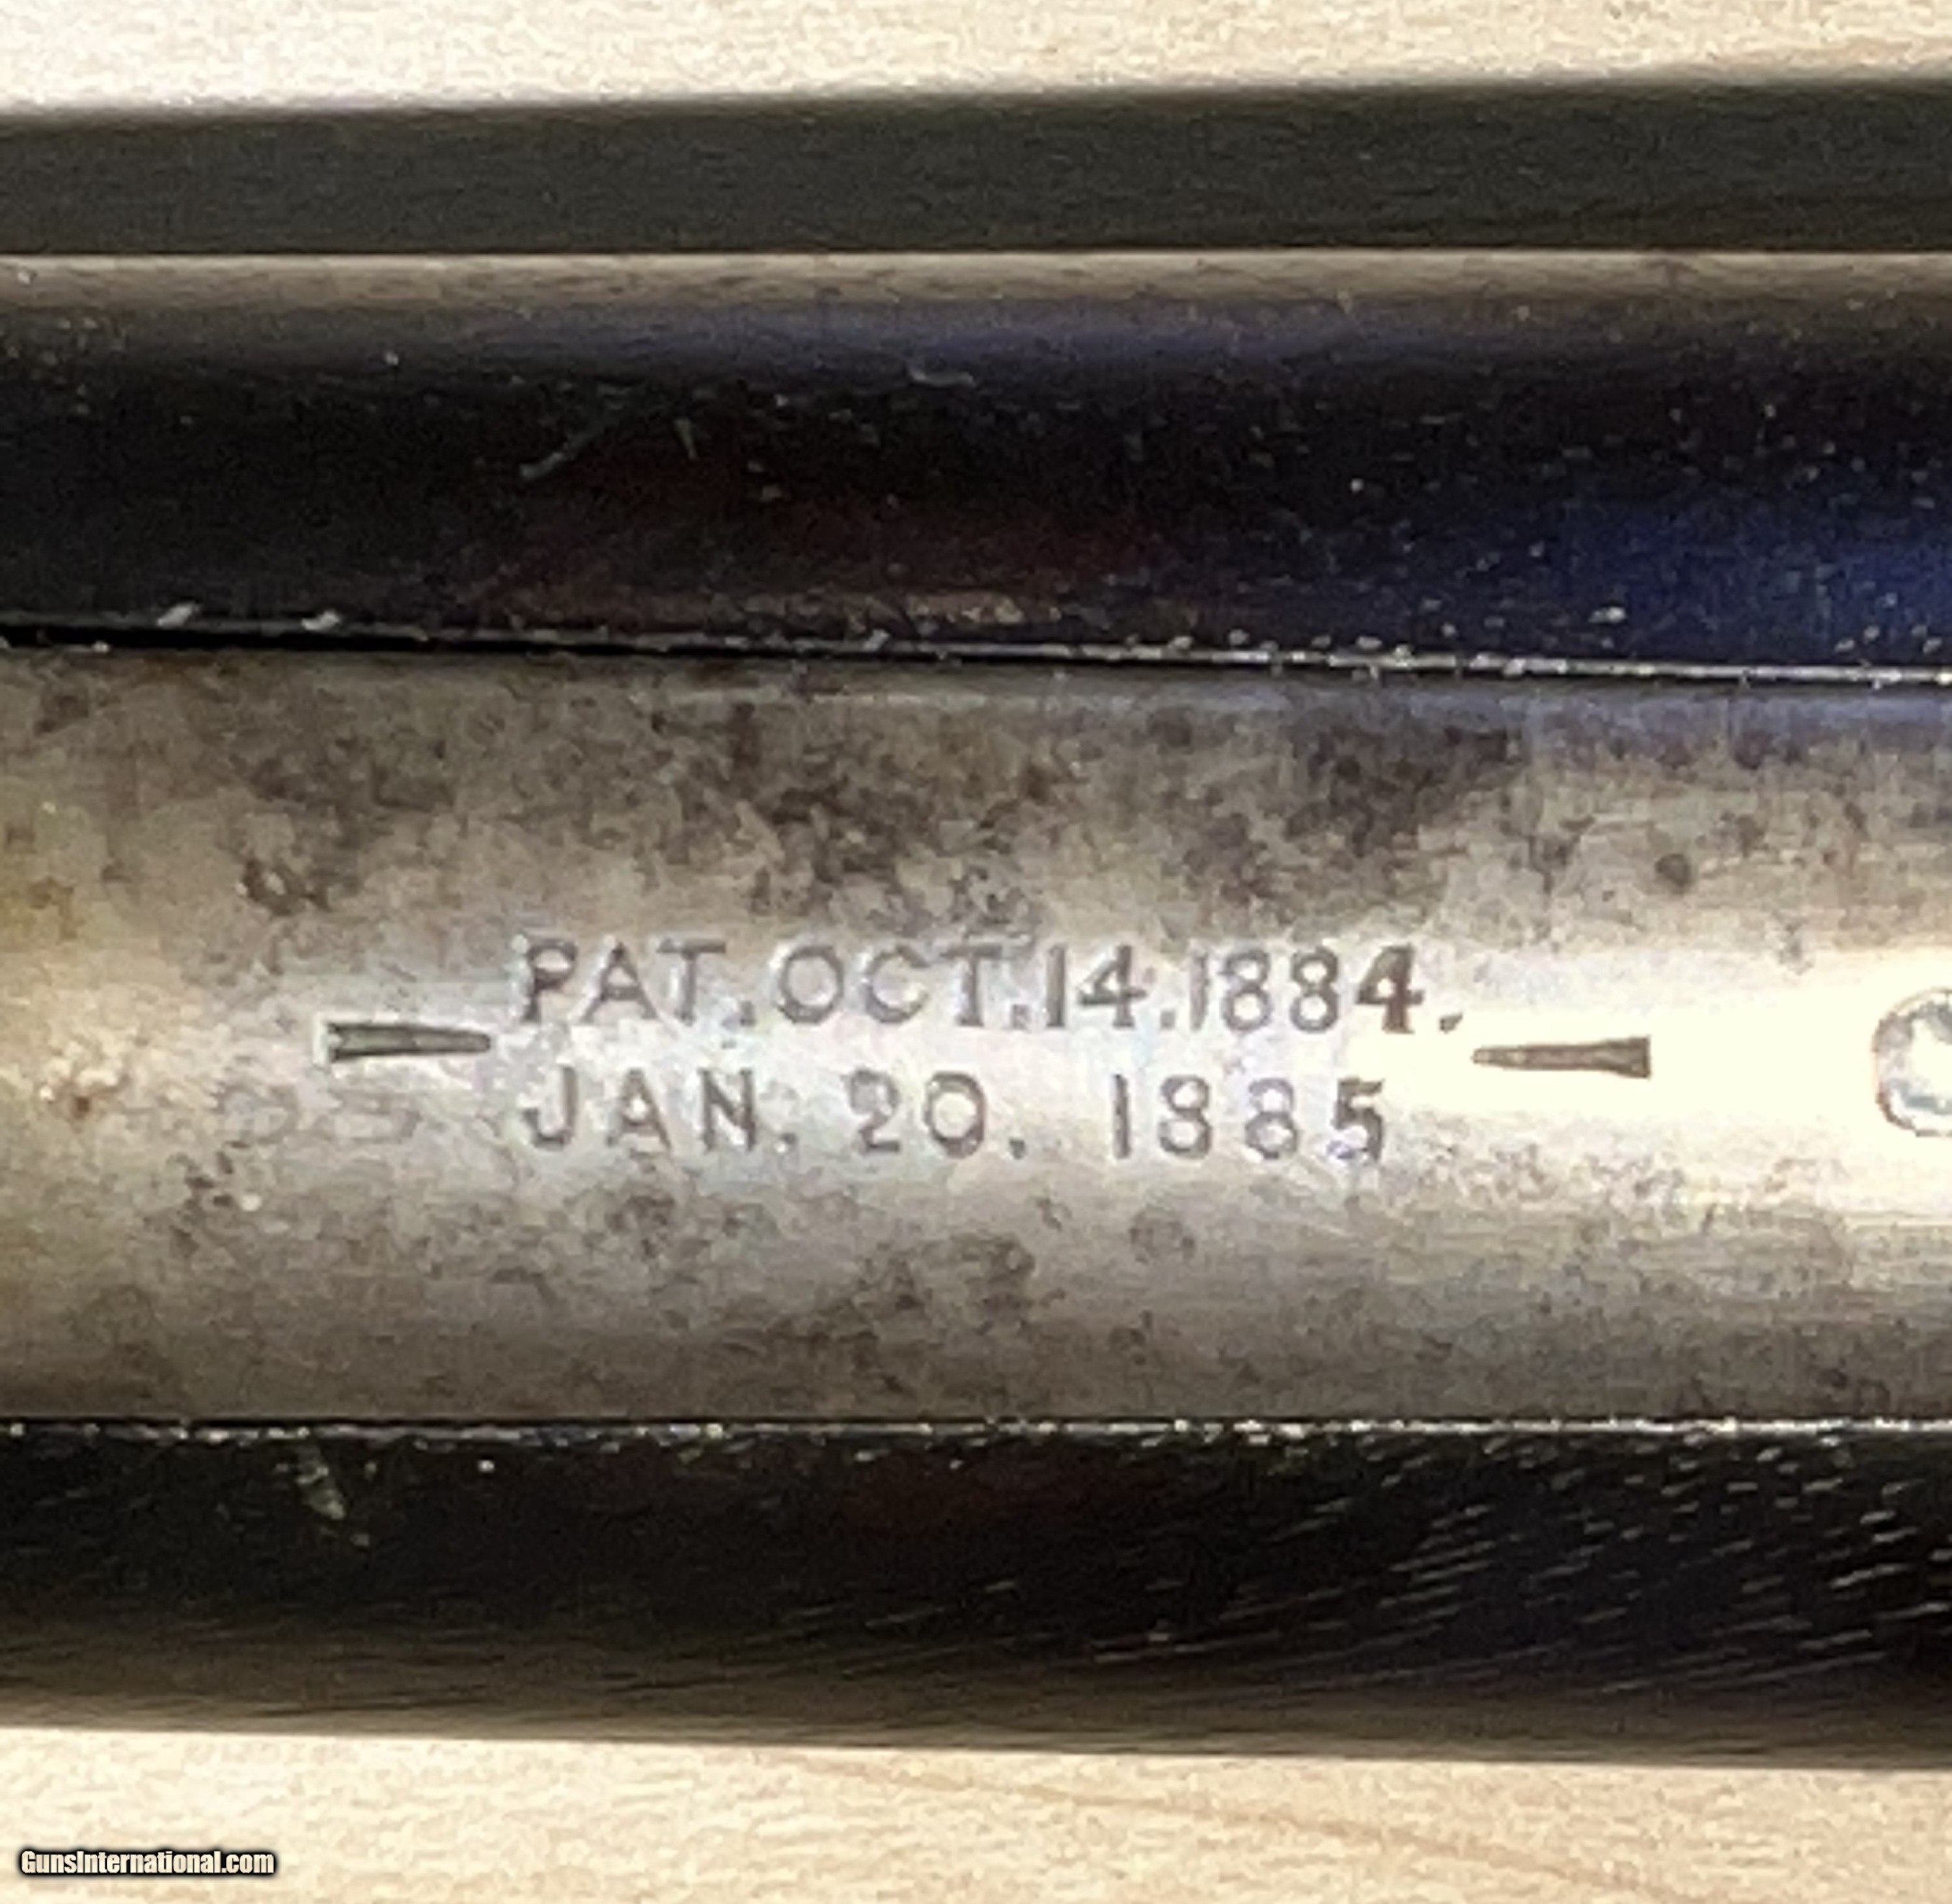 PAT.OCT.14.1884.
JAN. 20. 1885
GunsInternational.com